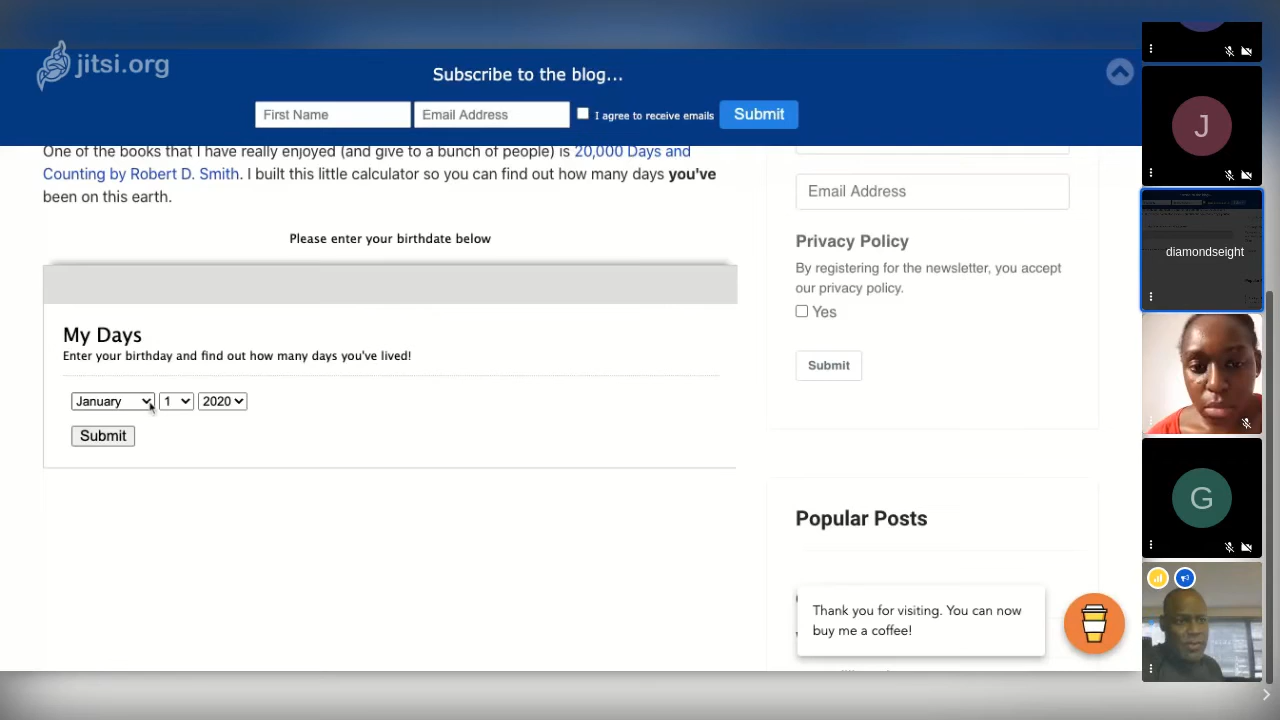 jitsi.org
Subscribe to the blog...
First Name
Email Address
I agree to receive emails
Submit
One of the books that I have really enjoyed (and give to a bunch of people) is 20,000 Days and
Counting by Robert D. Smith. I built this little calculator so you can find out how many days you've
been on this earth.
Please enter your birthdate below
My Days
Enter your birthday and find out how many days you've lived!
January 1 2020
Submit
Email Address
Privacy Policy
By registering for the newsletter, you accept
our privacy policy.
Yes
Submit
Popular Posts
Thank you for visiting. You can now
buy me a coffee!
J
diamondseight
G